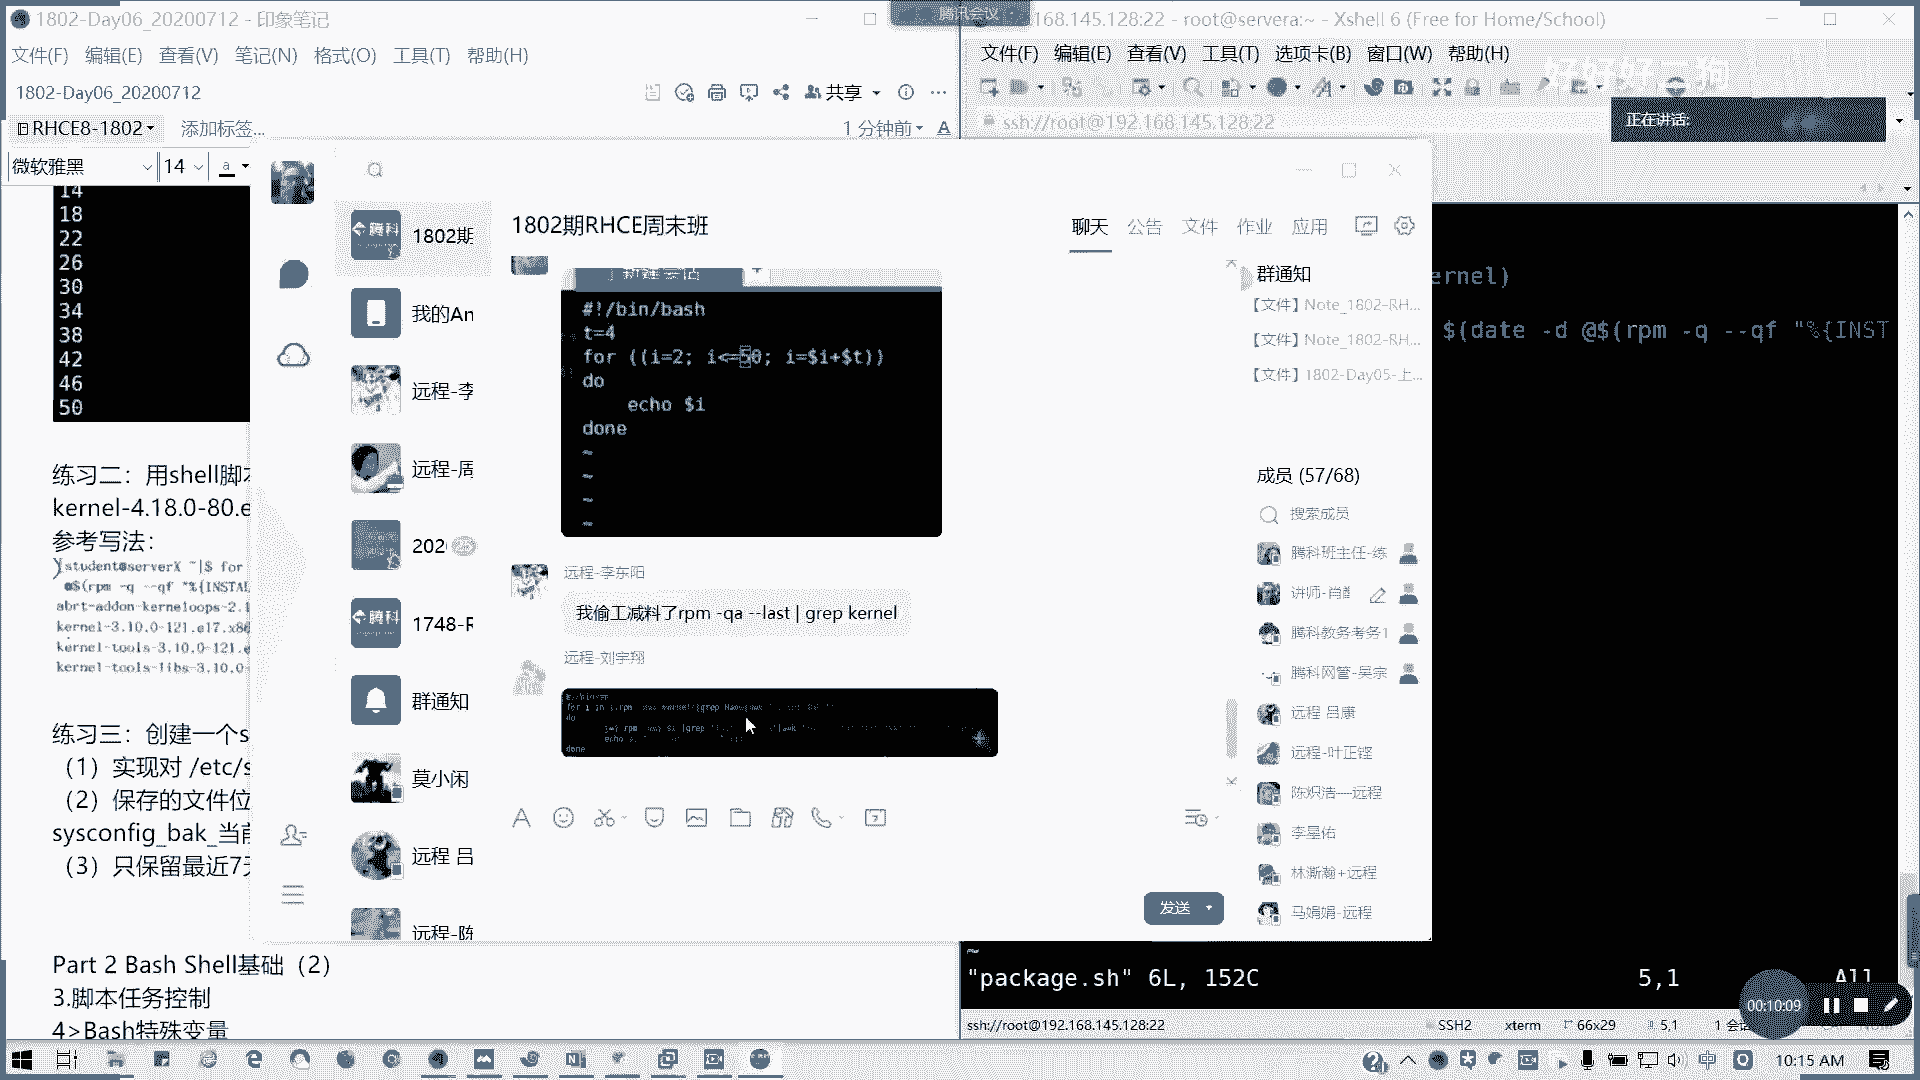 1802-Day06_20200712 - 印象笔记
文件(F) 编辑(E) 查看(V) 笔记(N) 格式(O) 工具(T) 帮助(H)
1802-Day06_20200712
共享
RHCE8-1802
添加标签...
1 分钟前
微软雅黑
14
14
18
22
26
30
34
38
42
46
50
练习二：用shell脚本
kernel-4.18.0-80.e
参考写法：
[student@serverX ~]$ for
@$(rpm -q --qf "%{INSTAL
abrt-addon-kerneloops-2.1
kernel-3.10.0-121.el7.x86
kernel-tools-3.10.0-121.e
kernel-tools-libs-3.10.0-
练习三：创建一个s
（1）实现对 /etc/s
（2）保存的文件位
sysconfig_bak_当前
（3）只保留最近7天
Part 2 Bash Shell基础（2）
3.脚本任务控制
4>Bash特殊变量
腾讯会议
168.145.128:22 - root@servera:~ - Xshell 6 (Free for Home/School)
文件(F) 编辑(E) 查看(V) 工具(T) 选项卡(B) 窗口(W) 帮助(H)
ssh://root@192.168.145.128:22
正在讲话:
ernel)
$(date -d @$(rpm -q --qf "%{INST
~
"package.sh" 6L, 152C
5,1
All
ssh://root@192.168.145.128:22
SSH2
xterm
66x29
5,1
1 会
00:10:09
腾科
1802期
我的An
远程-李
远程-周
202
腾科
1748-R
群通知
莫小闲
远程 吕
远程-陈
1802期RHCE周末班
聊天 公告 文件 作业 应用
新建会话
#!/bin/bash
t=4
for ((i=2; i<=50; i=$i+$t))
do
echo $i
done
~
~
~
~
远程-李东阳
我偷工减料了rpm -qa --last | grep kernel
远程-刘宇翔
do
done
发送
群通知
【文件】Note_1802-RH...
【文件】Note_1802-RH...
【文件】1802-Day05-上...
成员 (57/68)
搜索成员
腾科班主任-练
讲师-肖
腾科教务考务1
腾科网管-吴宗
远程 吕康
远程-叶正铿
陈炽浩----远程
李星佑
林澌瀚+远程
马娟娟-远程
中
10:15 AM